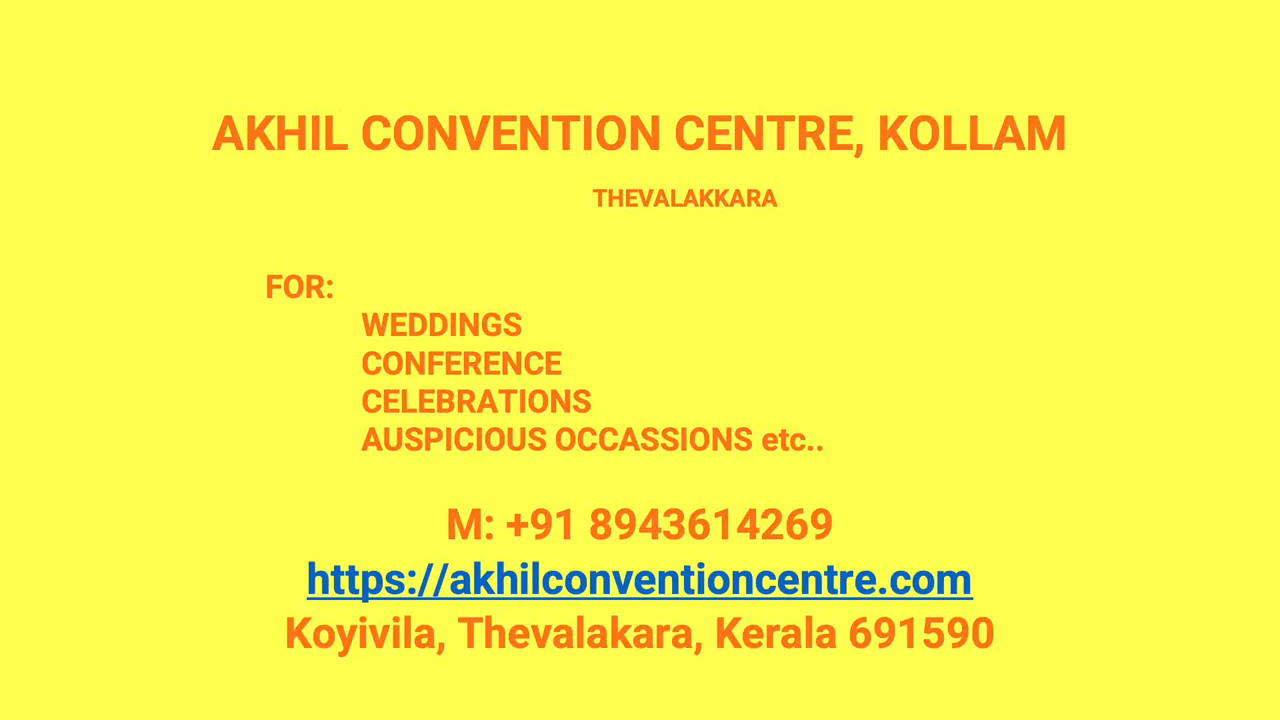 AKHIL CONVENTION CENTRE, KOLLAM
THEVALAKKARA
FOR:
WEDDINGS
CONFERENCE
CELEBRATIONS
AUSPICIOUS OCCASSIONS etc..
M: +91 8943614269
https://akhilconventioncentre.com
Koyivila, Thevalakara, Kerala 691590